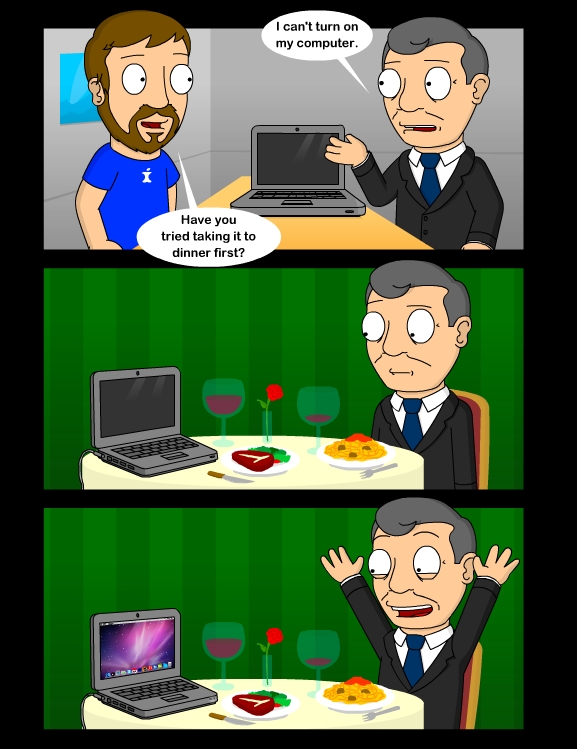 I can't turn on
my computer.
Have you
tried taking it to
dinner first?